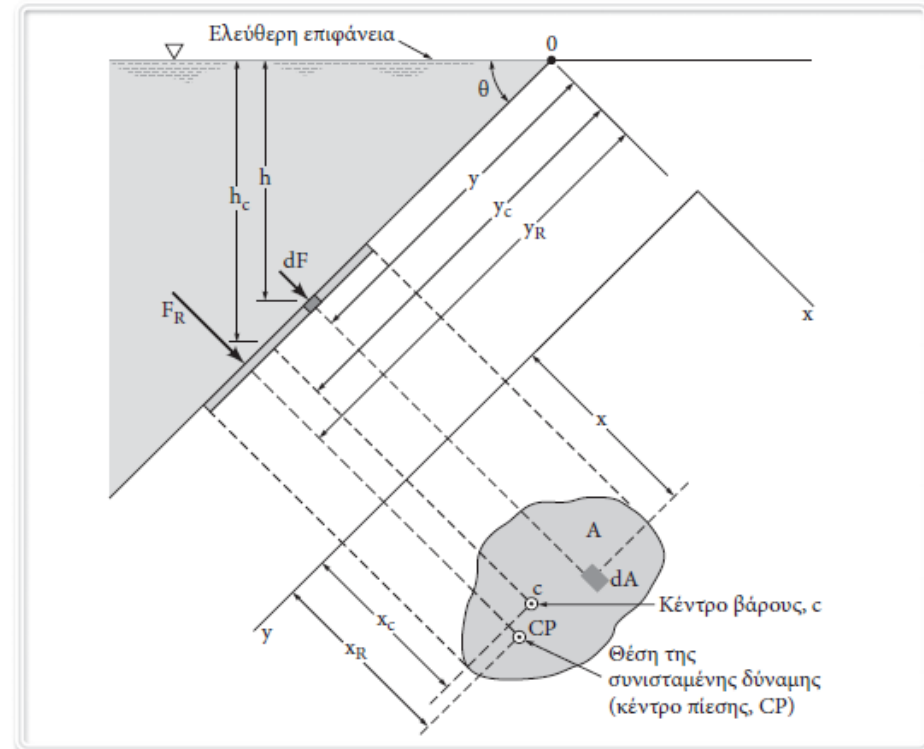 Ελεύθερη επιφάνεια
0
θ
h
h_c
y
y_c
y_R
dF
F_R
x
x
A
dA
c
Κέντρο βάρους, c
CP
y
x_c
x_R
Θέση της
συνισταμένης δύναμης
(κέντρο πίεσης, CP)